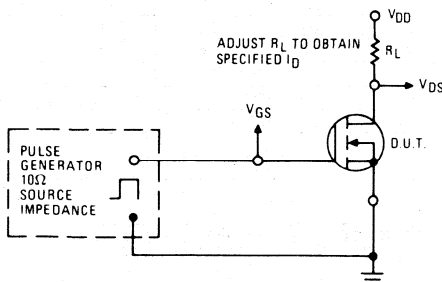 VDD
ADJUST RL TO OBTAIN
SPECIFIED ID
RL
VDS
VGS
D.U.T.
PULSE
GENERATOR
10Ω
SOURCE
IMPEDANCE